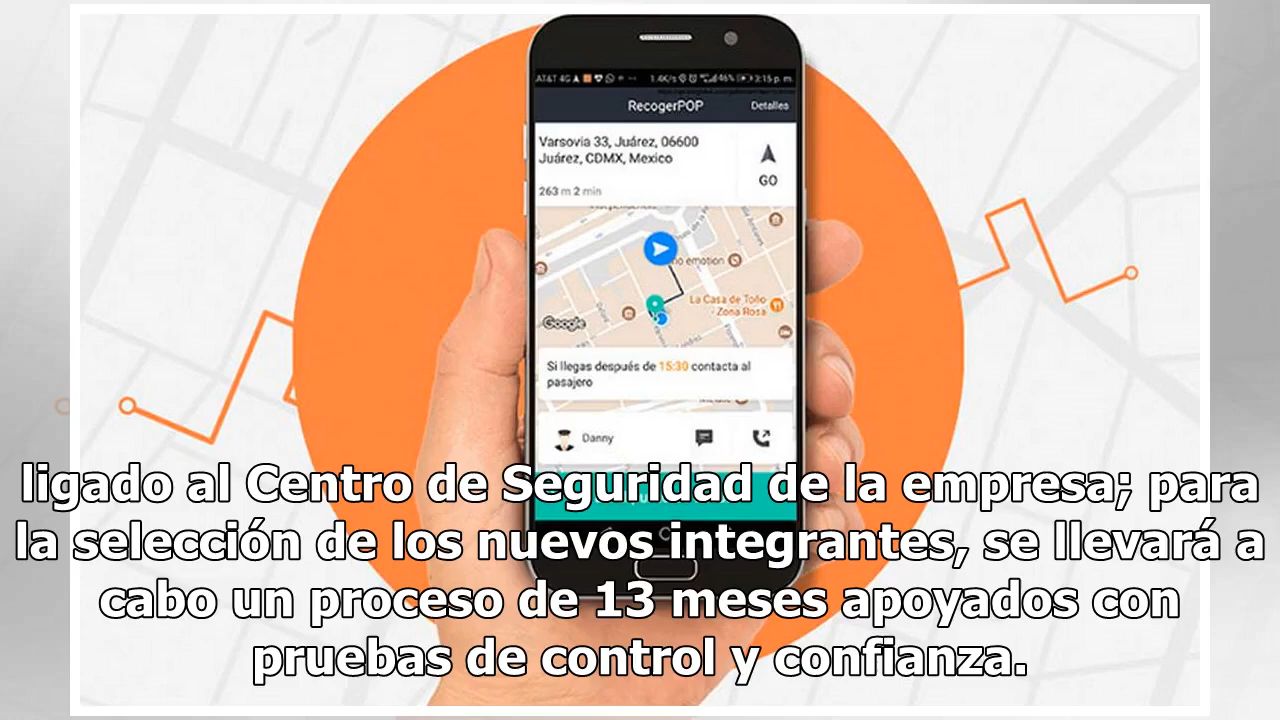 AT&T 4G 1.4K/s 46% 3:15 p. m.
RecogerPOP Detalles
Varsovia 33, Juárez, 06600
Juárez, CDMX, Mexico
GO
263 m 2 min
emotion
La Casa de Toño
Zona Rosa
Google
Si llegas después de 15:30 contacta al
pasajero
Danny
ligado al Centro de Seguridad de la empresa; para
la selección de los nuevos integrantes, se llevará a
cabo un proceso de 13 meses apoyados con
pruebas de control y confianza.